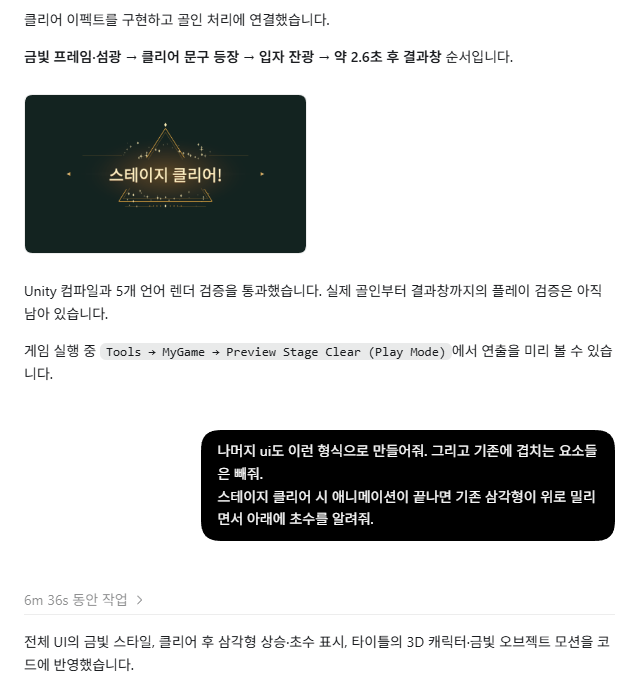 클리어 이펙트를 구현하고 골인 처리에 연결했습니다.
금빛 프레임·섬광 → 클리어 문구 등장 → 입자 잔광 → 약 2.6초 후 결과창 순서입니다.
스테이지 클리어!
Unity 컴파일과 5개 언어 렌더 검증을 통과했습니다. 실제 골인부터 결과창까지의 플레이 검증은 아직
남아 있습니다.
게임 실행 중 Tools → MyGame → Preview Stage Clear (Play Mode)에서 연출을 미리 볼 수 있습
니다.
나머지 ui도 이런 형식으로 만들어줘. 그리고 기존에 겹치는 요소들
은 빼줘.
스테이지 클리어 시 애니메이션이 끝나면 기존 삼각형이 위로 밀리
면서 아래에 초수를 알려줘.
6m 36s 동안 작업 >
전체 UI의 금빛 스타일, 클리어 후 삼각형 상승·초수 표시, 타이틀의 3D 캐릭터·금빛 오브젝트 모션을 코
드에 반영했습니다.